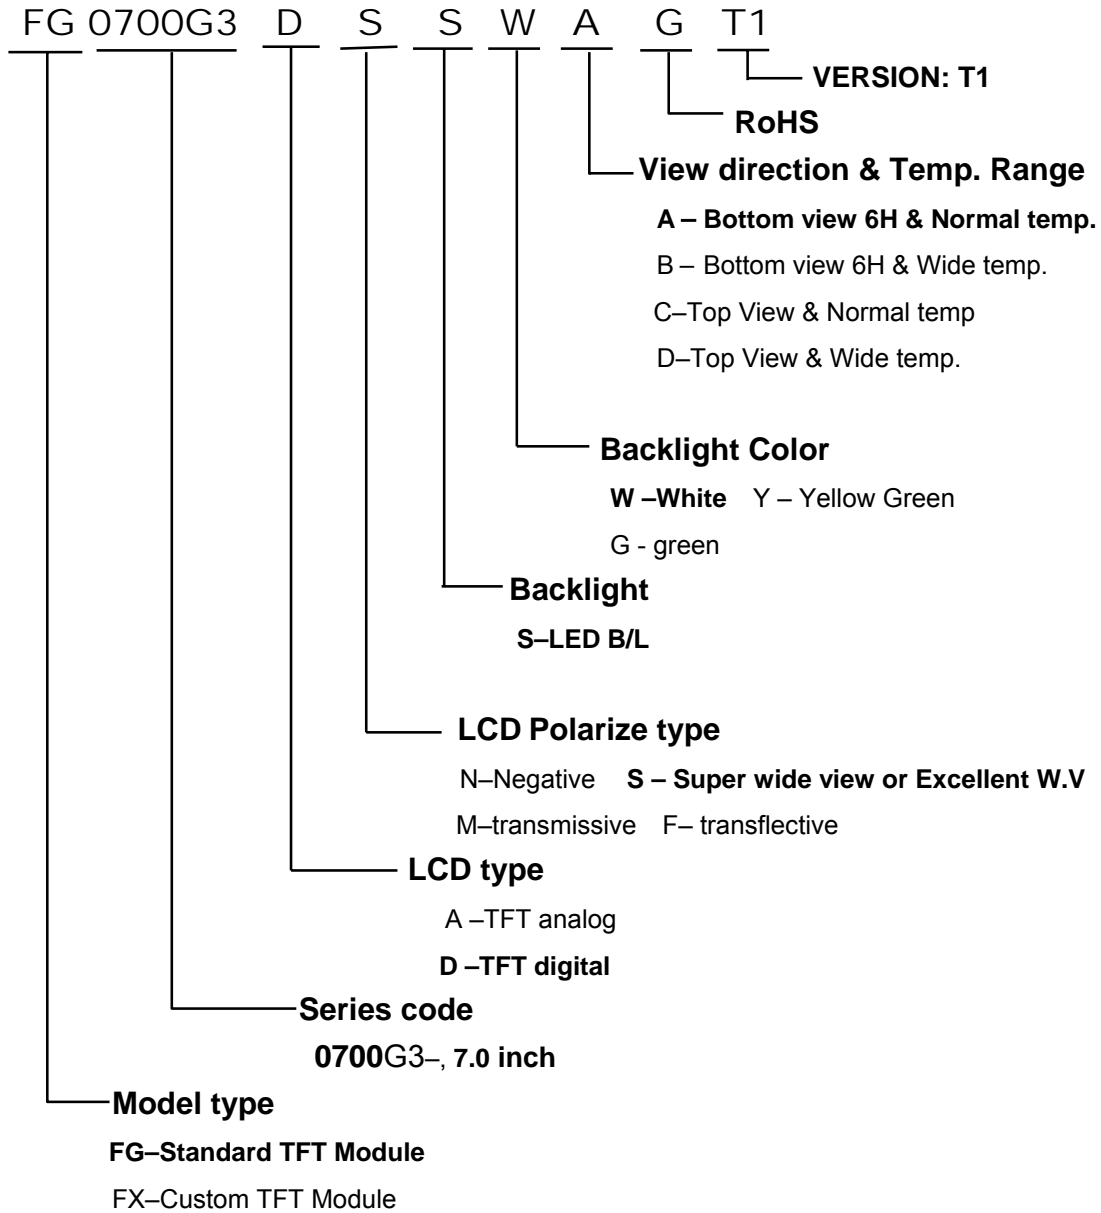 FG 0700G3 D S S W A G T1
VERSION: T1
RoHS
View direction & Temp. Range
A – Bottom view 6H & Normal temp.
B – Bottom view 6H & Wide temp.
C–Top View & Normal temp
D–Top View & Wide temp.
Backlight Color
W –White Y – Yellow Green
G - green
Backlight
S–LED B/L
LCD Polarize type
N–Negative S – Super wide view or Excellent W.V
M–transmissive F– transflective
LCD type
A –TFT analog
D –TFT digital
Series code
0700G3–, 7.0 inch
Model type
FG–Standard TFT Module
FX–Custom TFT Module